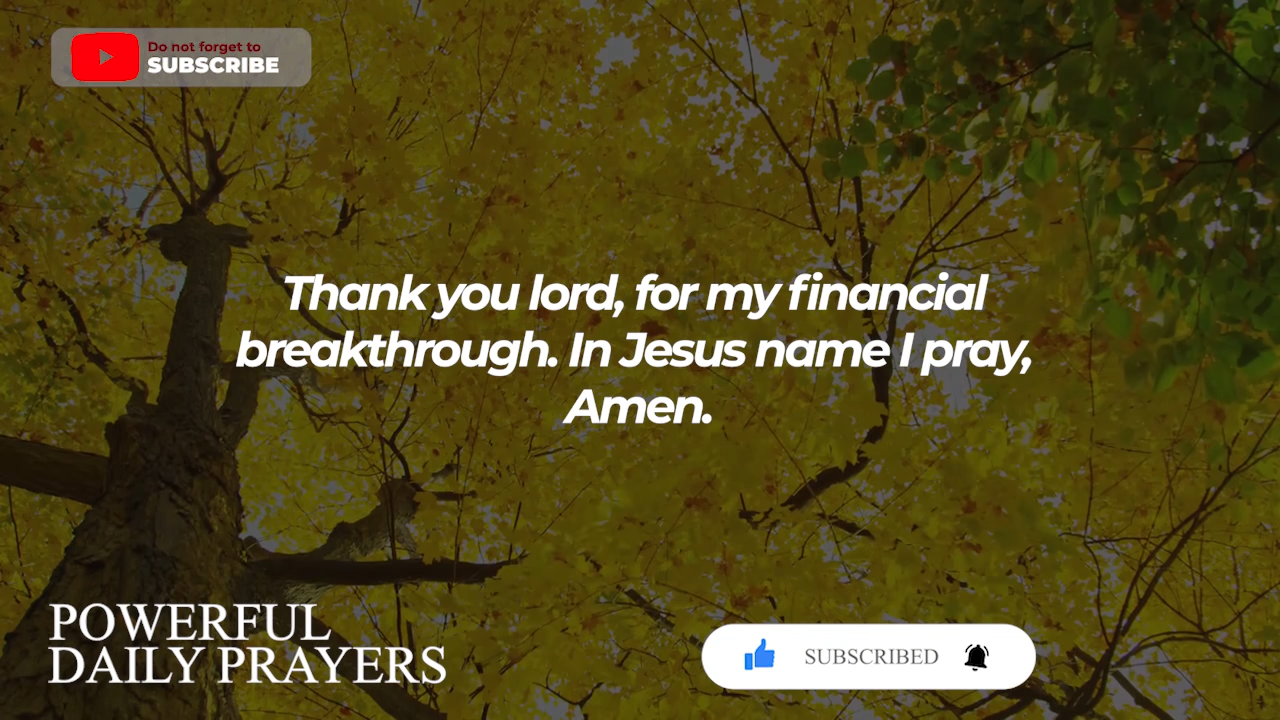 Do not forget to
SUBSCRIBE
Thank you lord, for my financial
breakthrough. In Jesus name I pray,
Amen.
POWERFUL
DAILY PRAYERS
SUBSCRIBED